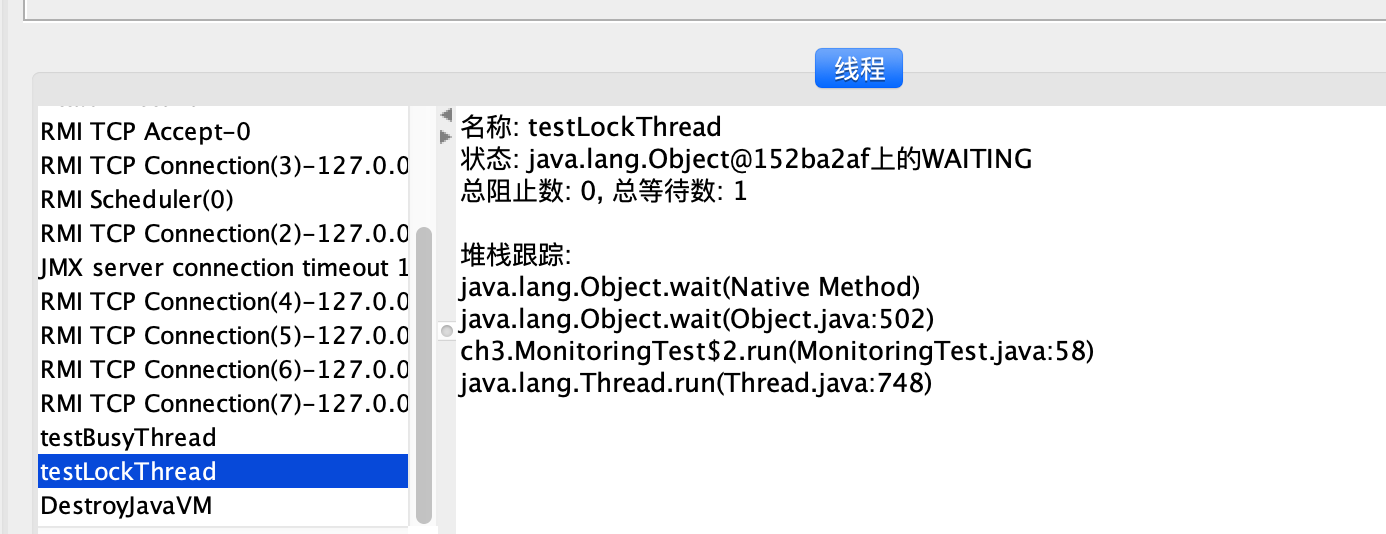 线程
RMI TCP Accept-0
RMI TCP Connection(3)-127.0.0
RMI Scheduler(0)
RMI TCP Connection(2)-127.0.0
JMX server connection timeout 1
RMI TCP Connection(4)-127.0.0
RMI TCP Connection(5)-127.0.0
RMI TCP Connection(6)-127.0.0
RMI TCP Connection(7)-127.0.0
testBusyThread
testLockThread
DestroyJavaVM
名称: testLockThread
状态: java.lang.Object@152ba2af上的WAITING
总阻止数: 0, 总等待数: 1
堆栈跟踪:
java.lang.Object.wait(Native Method)
java.lang.Object.wait(Object.java:502)
ch3.MonitoringTest$2.run(MonitoringTest.java:58)
java.lang.Thread.run(Thread.java:748)